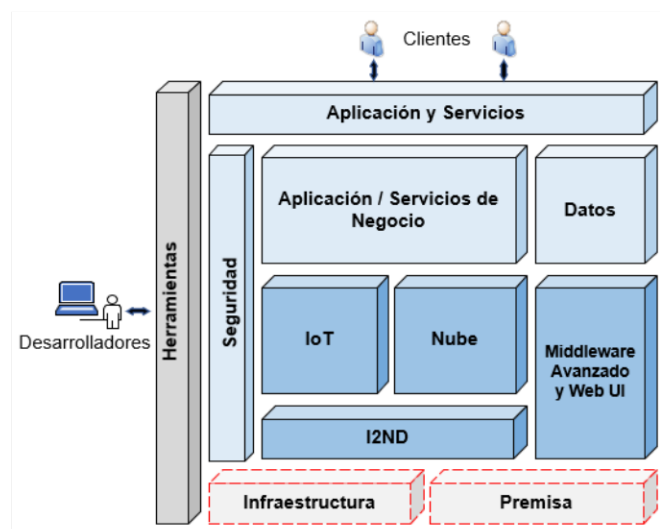 Clientes
Aplicación y Servicios
Herramientas
Seguridad
Aplicación / Servicios de
Negocio
Datos
Desarrolladores
IoT
Nube
Middleware
Avanzado
y Web UI
I2ND
Infraestructura
Premisa